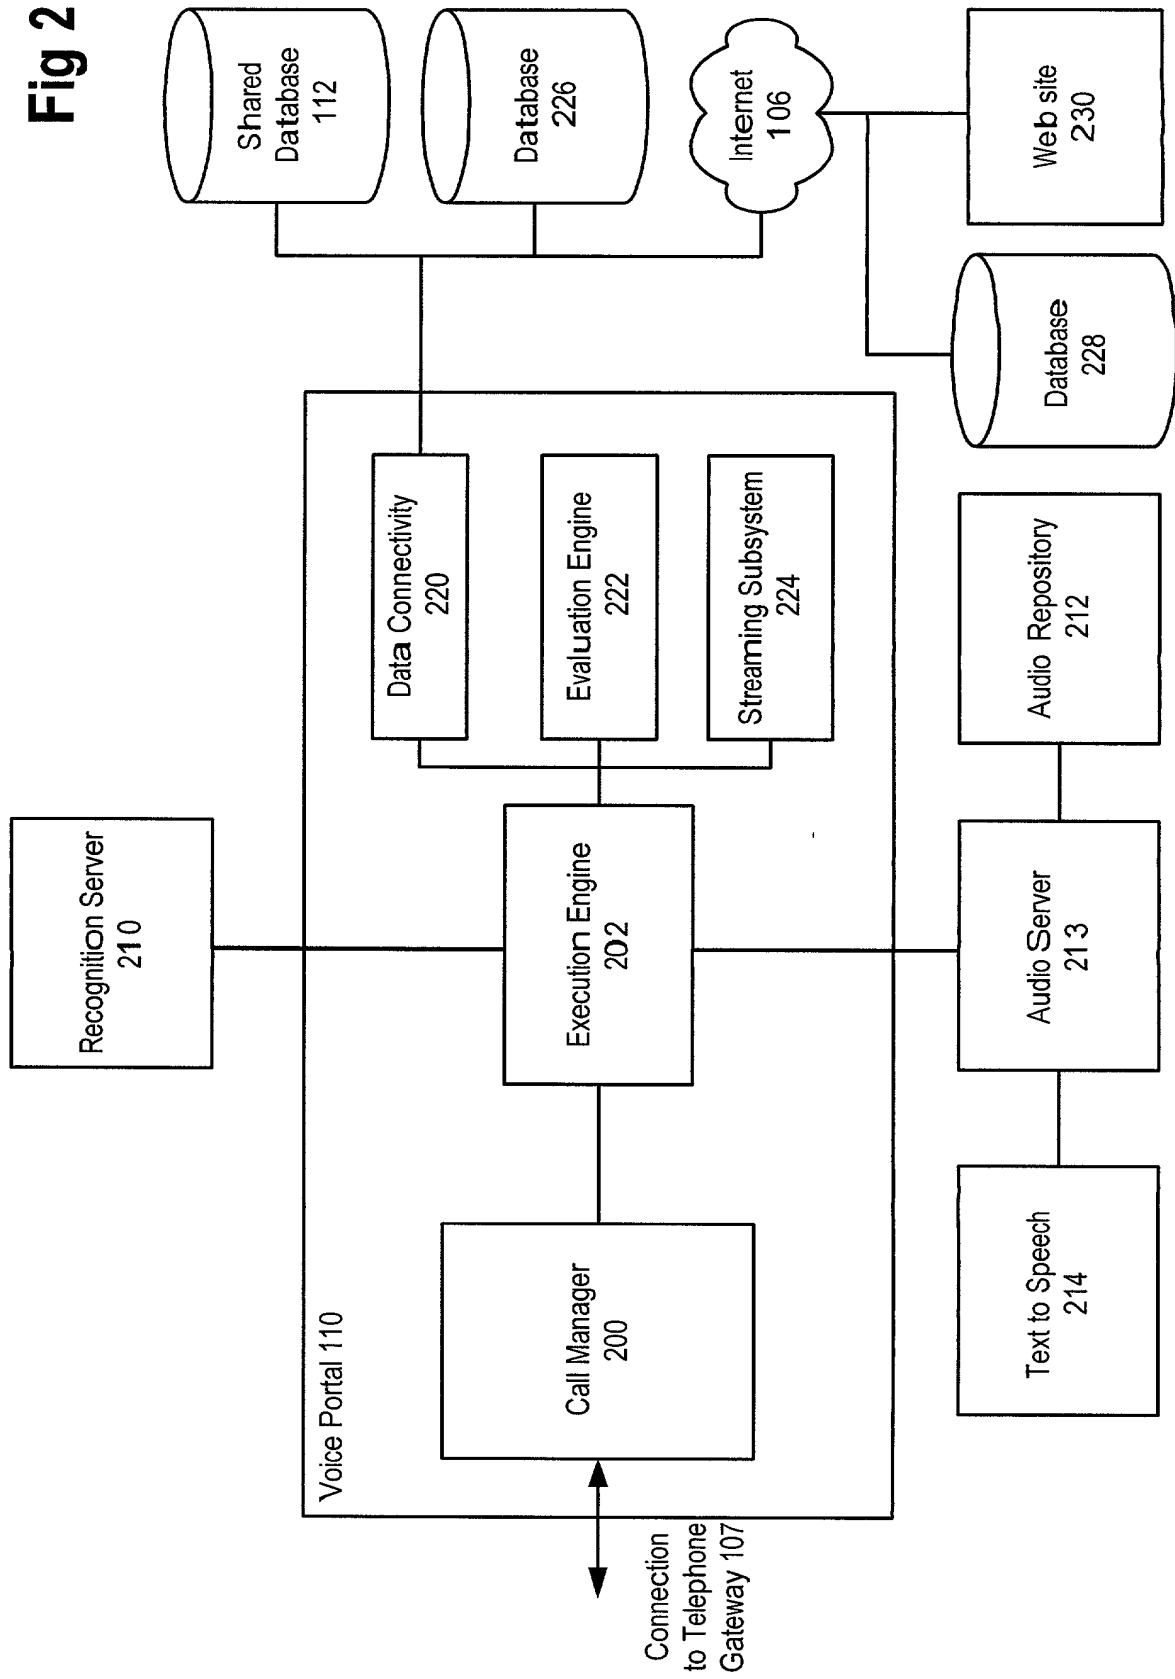 Fig 2
Recognition Server
210
Shared
Database
112
Database
226
Internet
106
Web site
230
Database
228
Voice Portal 110
Data Connectivity
220
Evaluation Engine
222
Streaming Subsystem
224
Execution Engine
202
Call Manager
200
Connection
to Telephone
Gateway 107
Text to Speech
214
Audio Server
213
Audio Repository
212